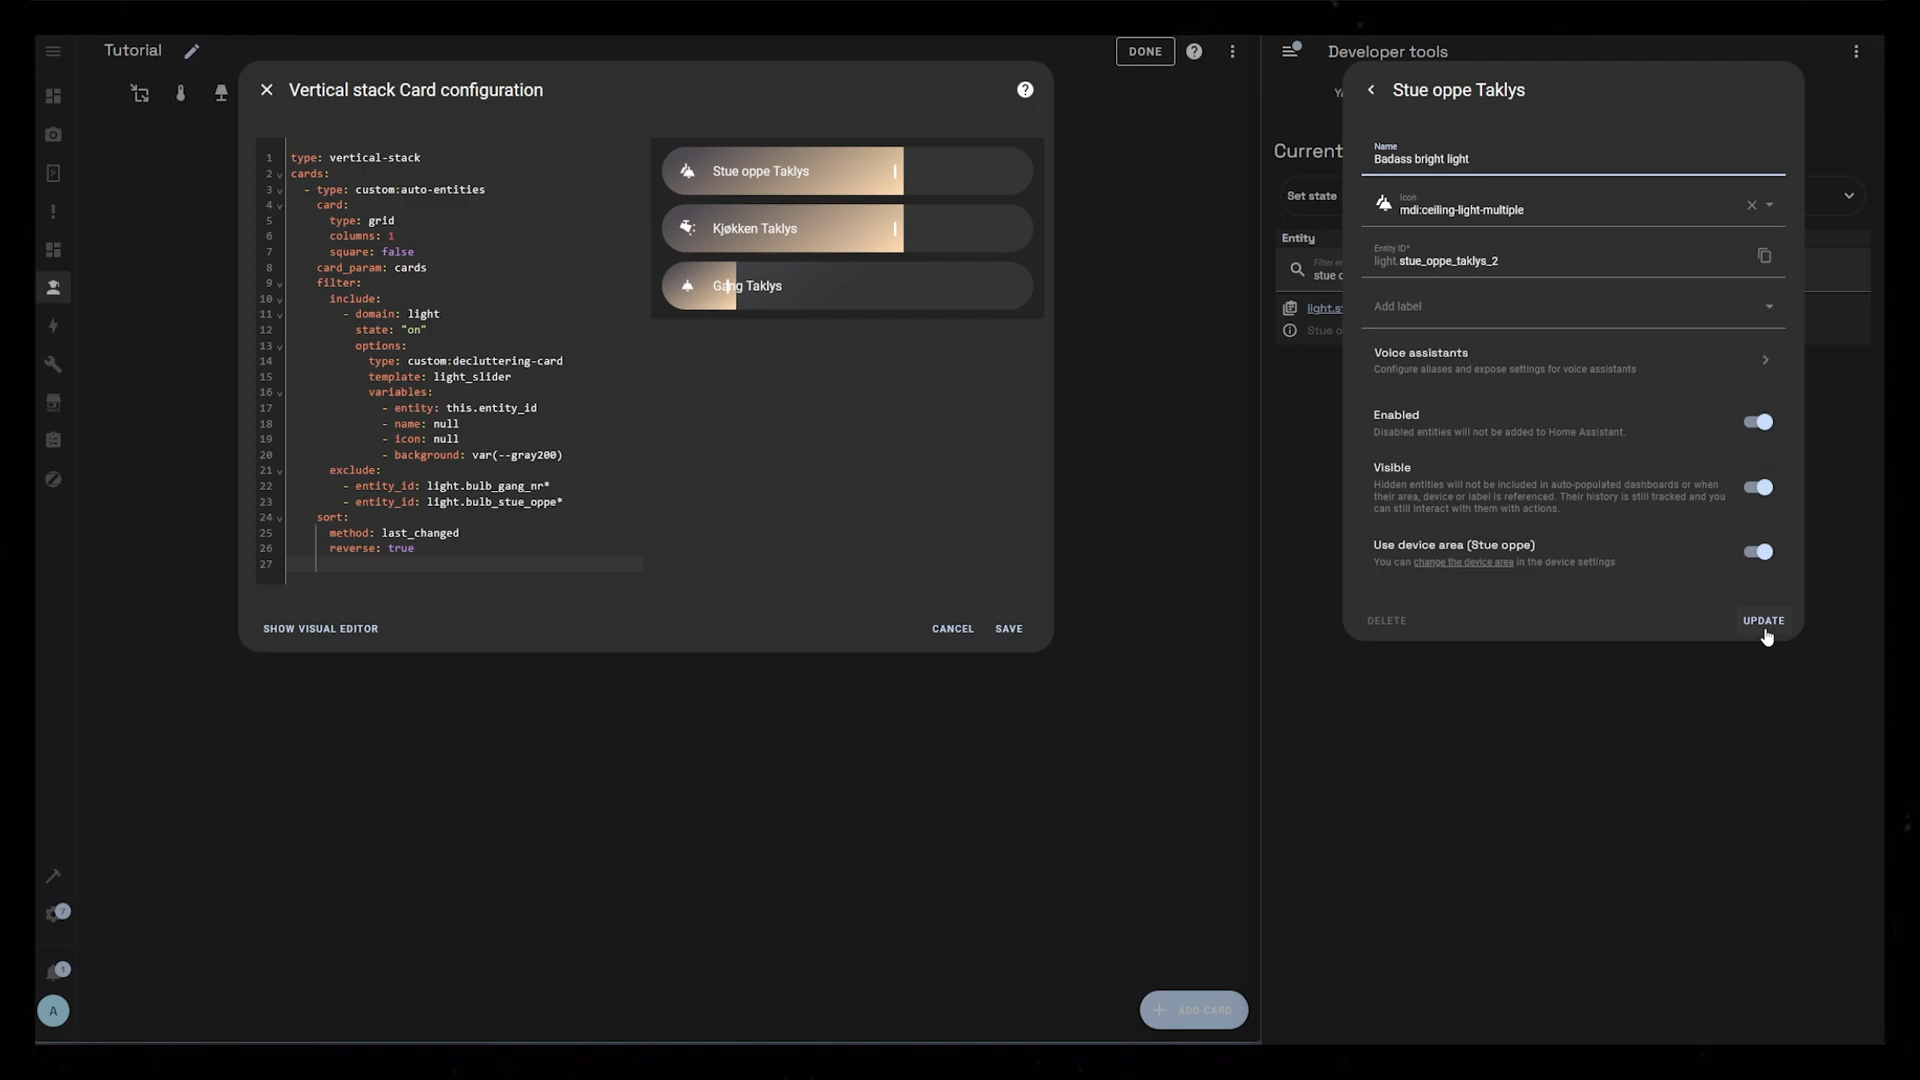 Tutorial
DONE
Vertical stack Card configuration
1 type: vertical-stack
2 cards:
3 - type: custom:auto-entities
4 card:
5 type: grid
6 columns: 1
7 square: false
8 card_param: cards
9 filter:
10 include:
11 - domain: light
12 state: "on"
13 options:
14 type: custom:decluttering-card
15 template: light_slider
16 variables:
17 - entity: this.entity_id
18 - name: null
19 - icon: null
20 - background: var(--gray200)
21 exclude:
22 - entity_id: light.bulb_gang_nr*
23 - entity_id: light.bulb_stue_oppe*
24 sort:
25 method: last_changed
26 reverse: true
27
Stue oppe Taklys
Kjøkken Taklys
Gang Taklys
SHOW VISUAL EDITOR
CANCEL
SAVE
7
1
A
ADD CARD
Developer tools
Current
Set state
Entity
Filter en
stue o
light.s
Stue o
Stue oppe Taklys
Name
Badass bright light
Icon
mdi:ceiling-light-multiple
Entity ID*
light.stue_oppe_taklys_2
Add label
Voice assistants
Configure aliases and expose settings for voice assistants
Enabled
Disabled entities will not be added to Home Assistant.
Visible
Hidden entities will not be included in auto-populated dashboards or when
their area, device or label is referenced. Their history is still tracked and you
can still interact with them with actions.
Use device area (Stue oppe)
You can change the device area in the device settings
DELETE
UPDATE